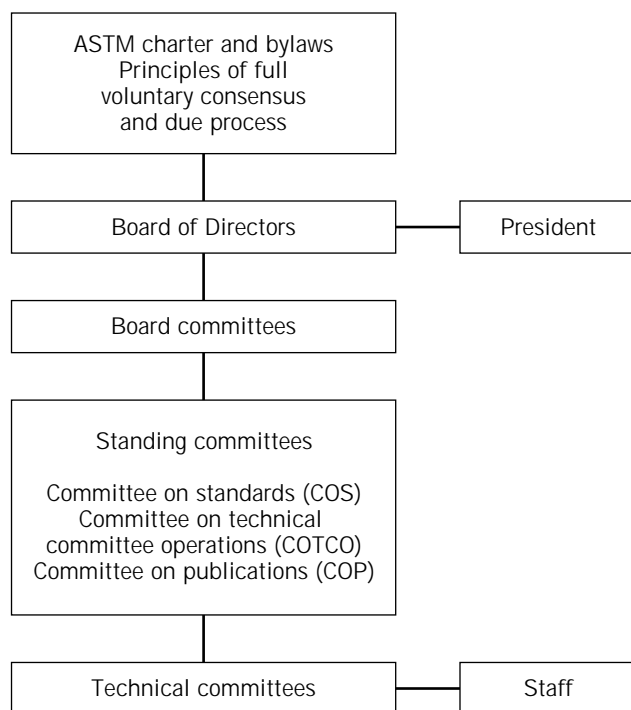 ASTM charter and bylaws
Principles of full
voluntary consensus
and due process
Board of Directors
President
Board committees
Standing committees
Committee on standards (COS)
Committee on technical
committee operations (COTCO)
Committee on publications (COP)
Technical committees
Staff